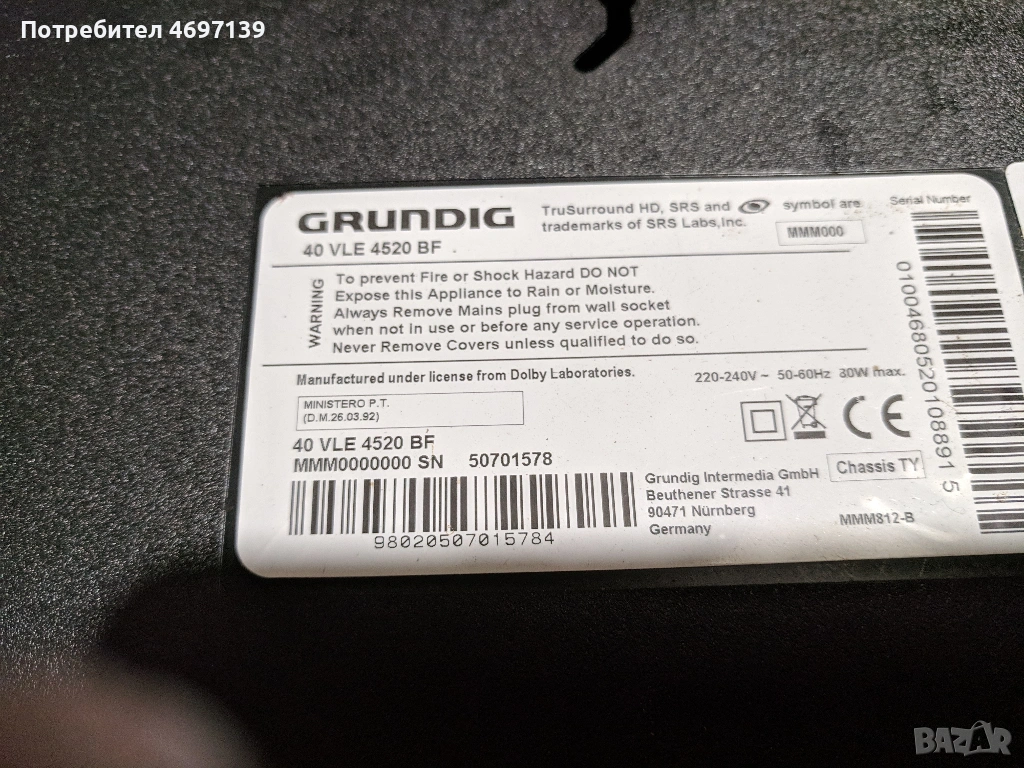 Потребител 4697139
GRUNDIG
40 VLE 4520 BF
TruSurround HD, SRS and symbol are
trademarks of SRS Labs,Inc.
MMM000
Serial Number
WARNING
To prevent Fire or Shock Hazard DO NOT
Expose this Appliance to Rain or Moisture.
Always Remove Mains plug from wall socket
when not in use or before any service operation.
Never Remove Covers unless qualified to do so.
Manufactured under license from Dolby Laboratories.
220-240V ~ 50-60Hz 80W max.
MINISTERO P.T.
(D.M.26.03.92)
CE
40 VLE 4520 BF
MMM0000000 SN 50701578
98020507015784
Grundig Intermedia GmbH
Beuthener Strasse 41
90471 Nürnberg
Germany
Chassis TY
MMM812-B
010046805201088915
BAZAR